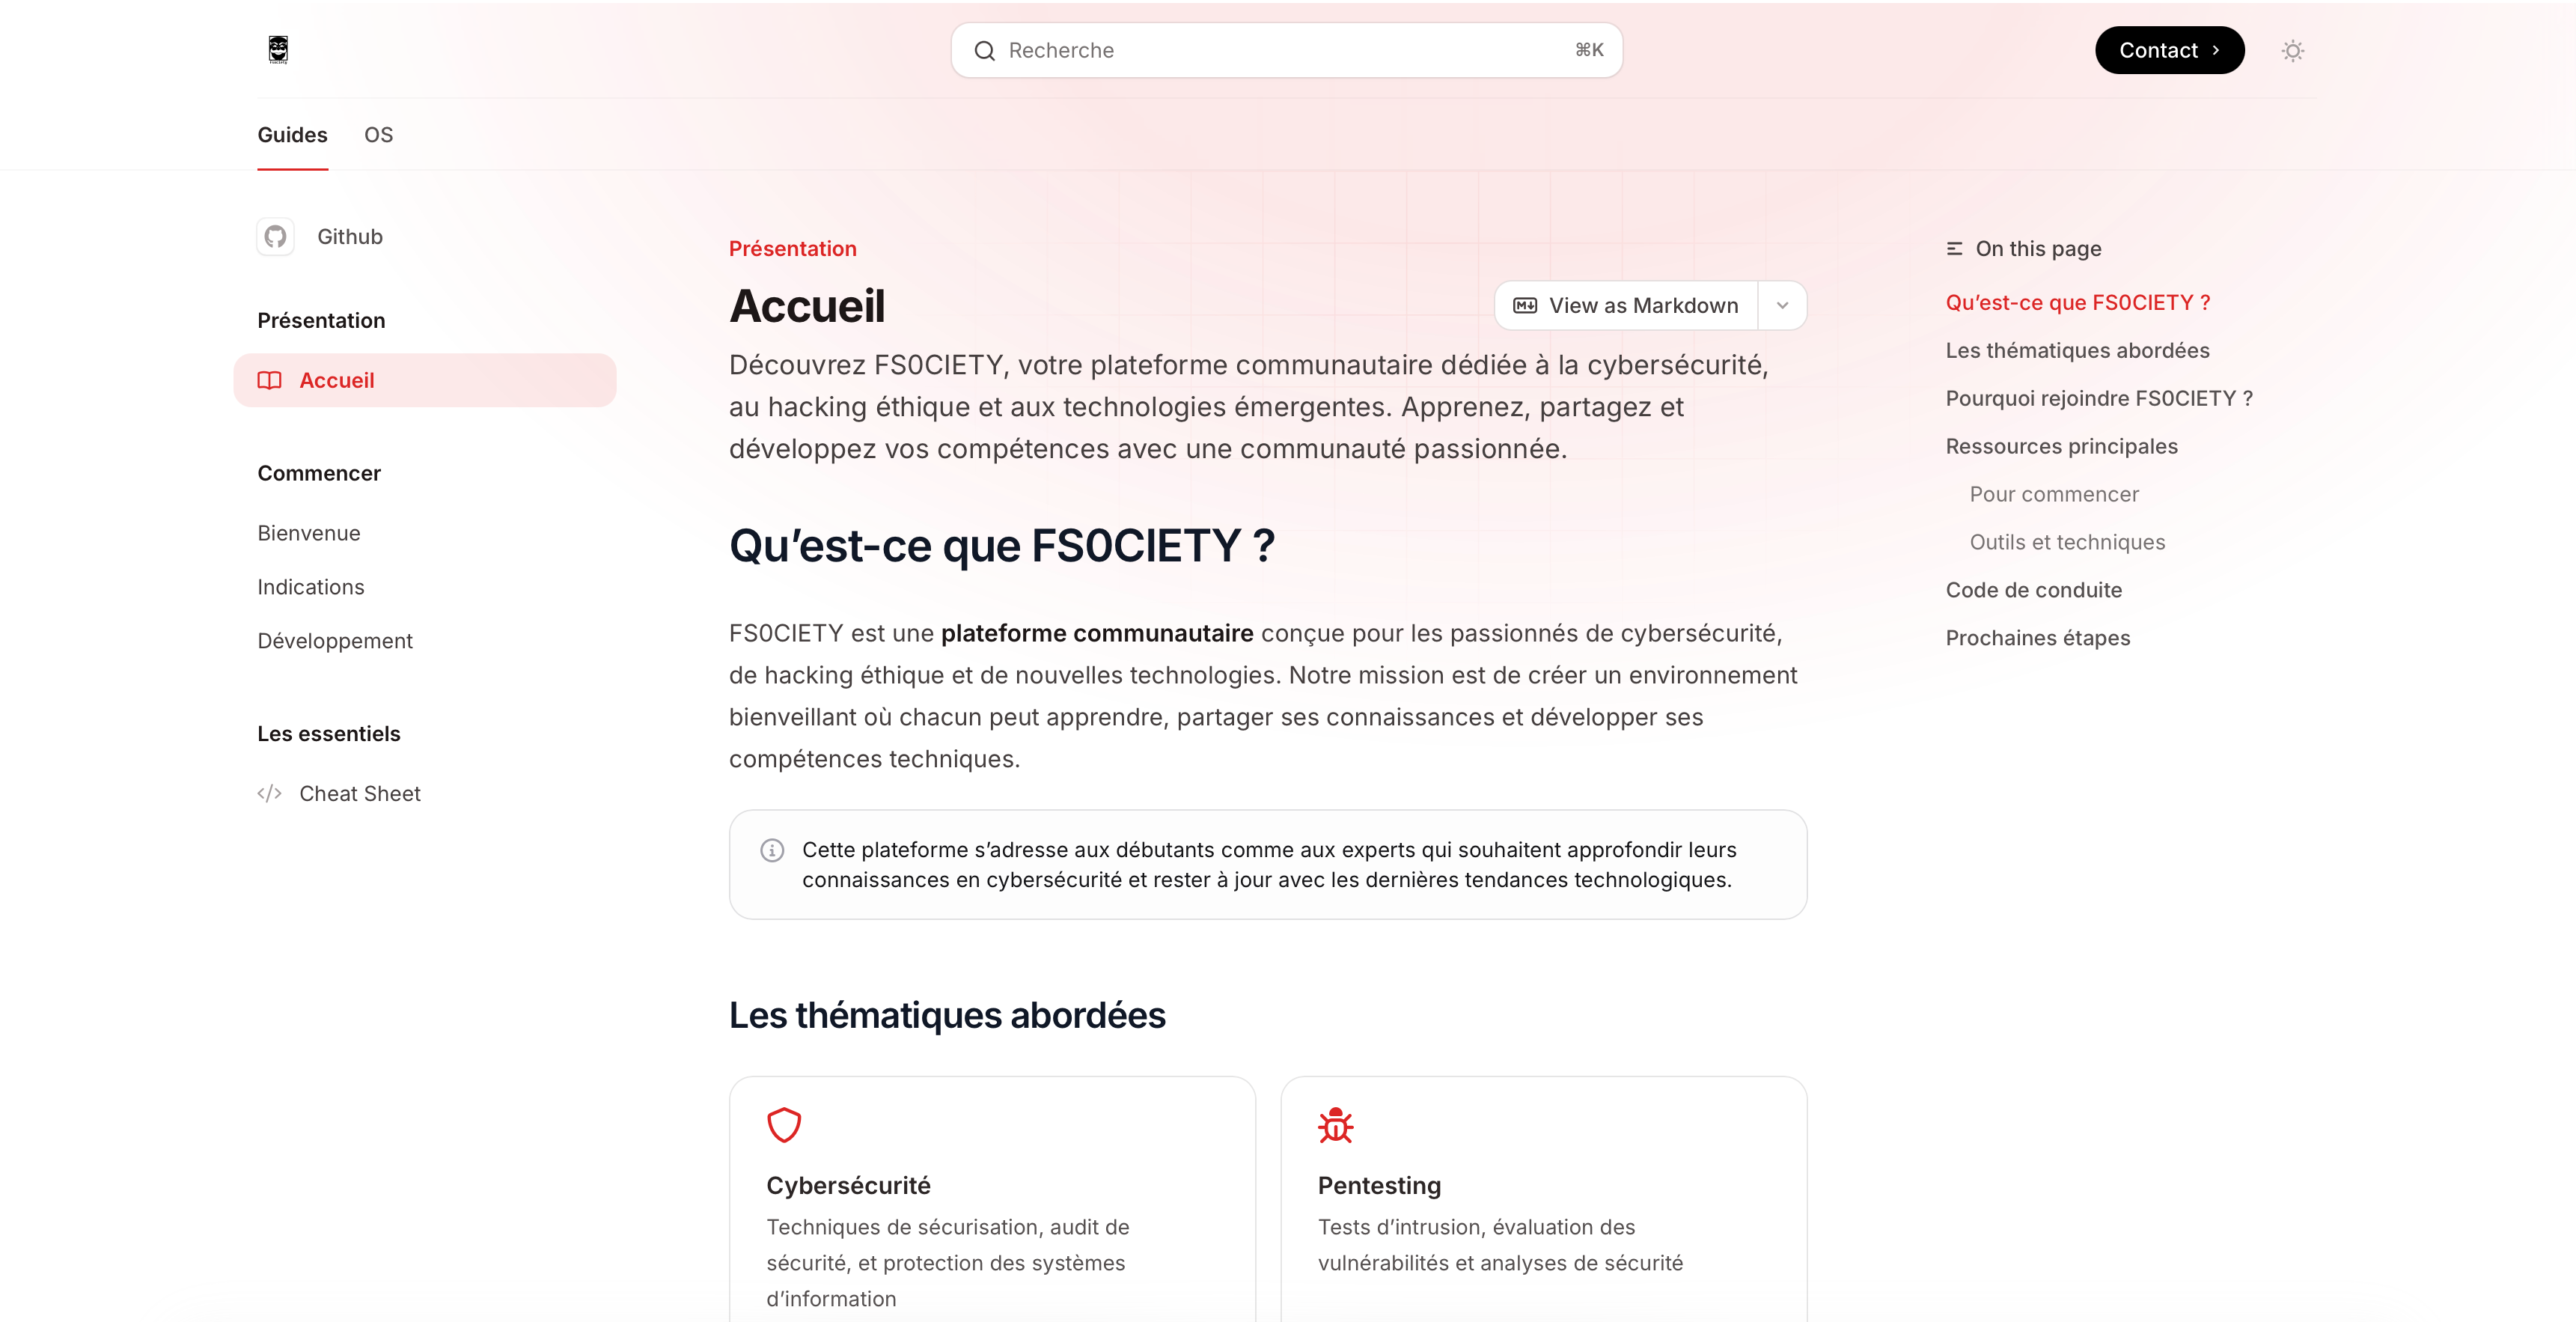 Recherche
⌘K
Contact
Guides
OS
Github
Présentation
Accueil
Commencer
Bienvenue
Indications
Développement
Les essentiels
Cheat Sheet
Présentation
Accueil
View as Markdown
Découvrez FS0CIETY, votre plateforme communautaire dédiée à la cybersécurité,
au hacking éthique et aux technologies émergentes. Apprenez, partagez et
développez vos compétences avec une communauté passionnée.
Qu’est-ce que FS0CIETY ?
FS0CIETY est une plateforme communautaire conçue pour les passionnés de cybersécurité,
de hacking éthique et de nouvelles technologies. Notre mission est de créer un environnement
bienveillant où chacun peut apprendre, partager ses connaissances et développer ses
compétences techniques.
Cette plateforme s’adresse aux débutants comme aux experts qui souhaitent approfondir leurs
connaissances en cybersécurité et rester à jour avec les dernières tendances technologiques.
Les thématiques abordées
Cybersécurité
Techniques de sécurisation, audit de
sécurité, et protection des systèmes
d’information
Pentesting
Tests d’intrusion, évaluation des
vulnérabilités et analyses de sécurité
On this page
Qu’est-ce que FS0CIETY ?
Les thématiques abordées
Pourquoi rejoindre FS0CIETY ?
Ressources principales
Pour commencer
Outils et techniques
Code de conduite
Prochaines étapes